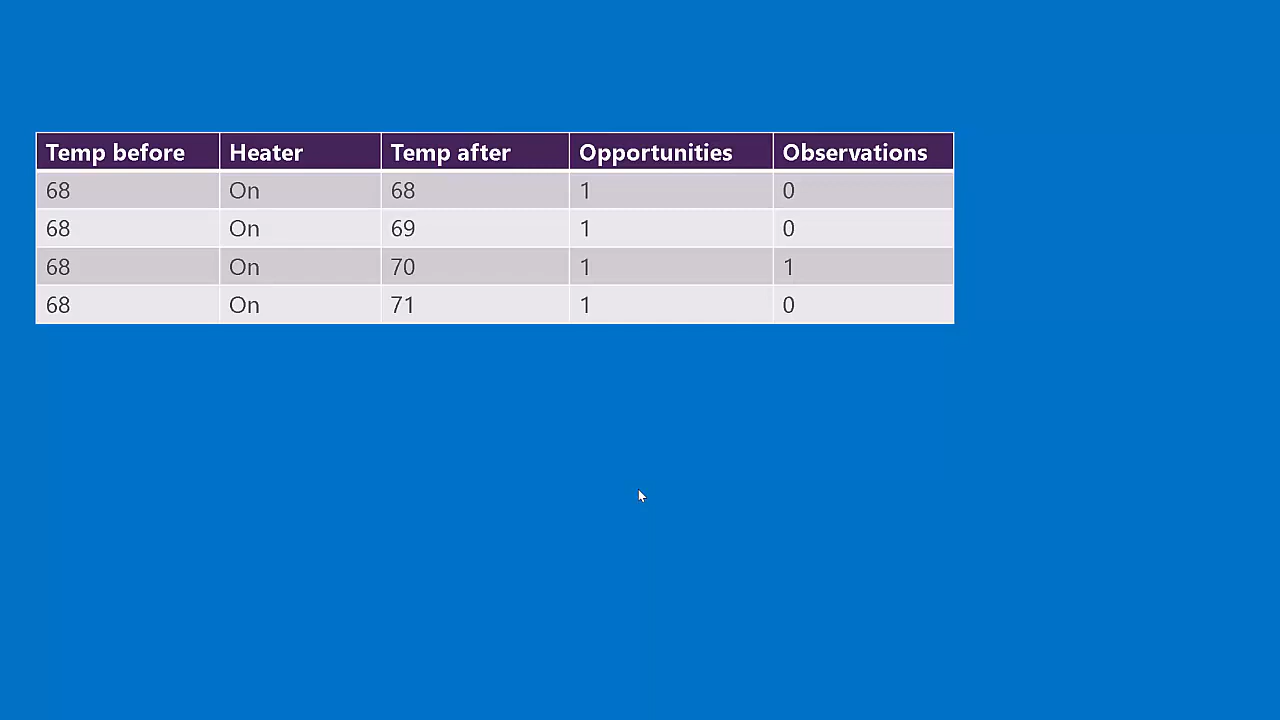 Temp before Heater Temp after Opportunities Observations
68 On 68 1 0
68 On 69 1 0
68 On 70 1 1
68 On 71 1 0